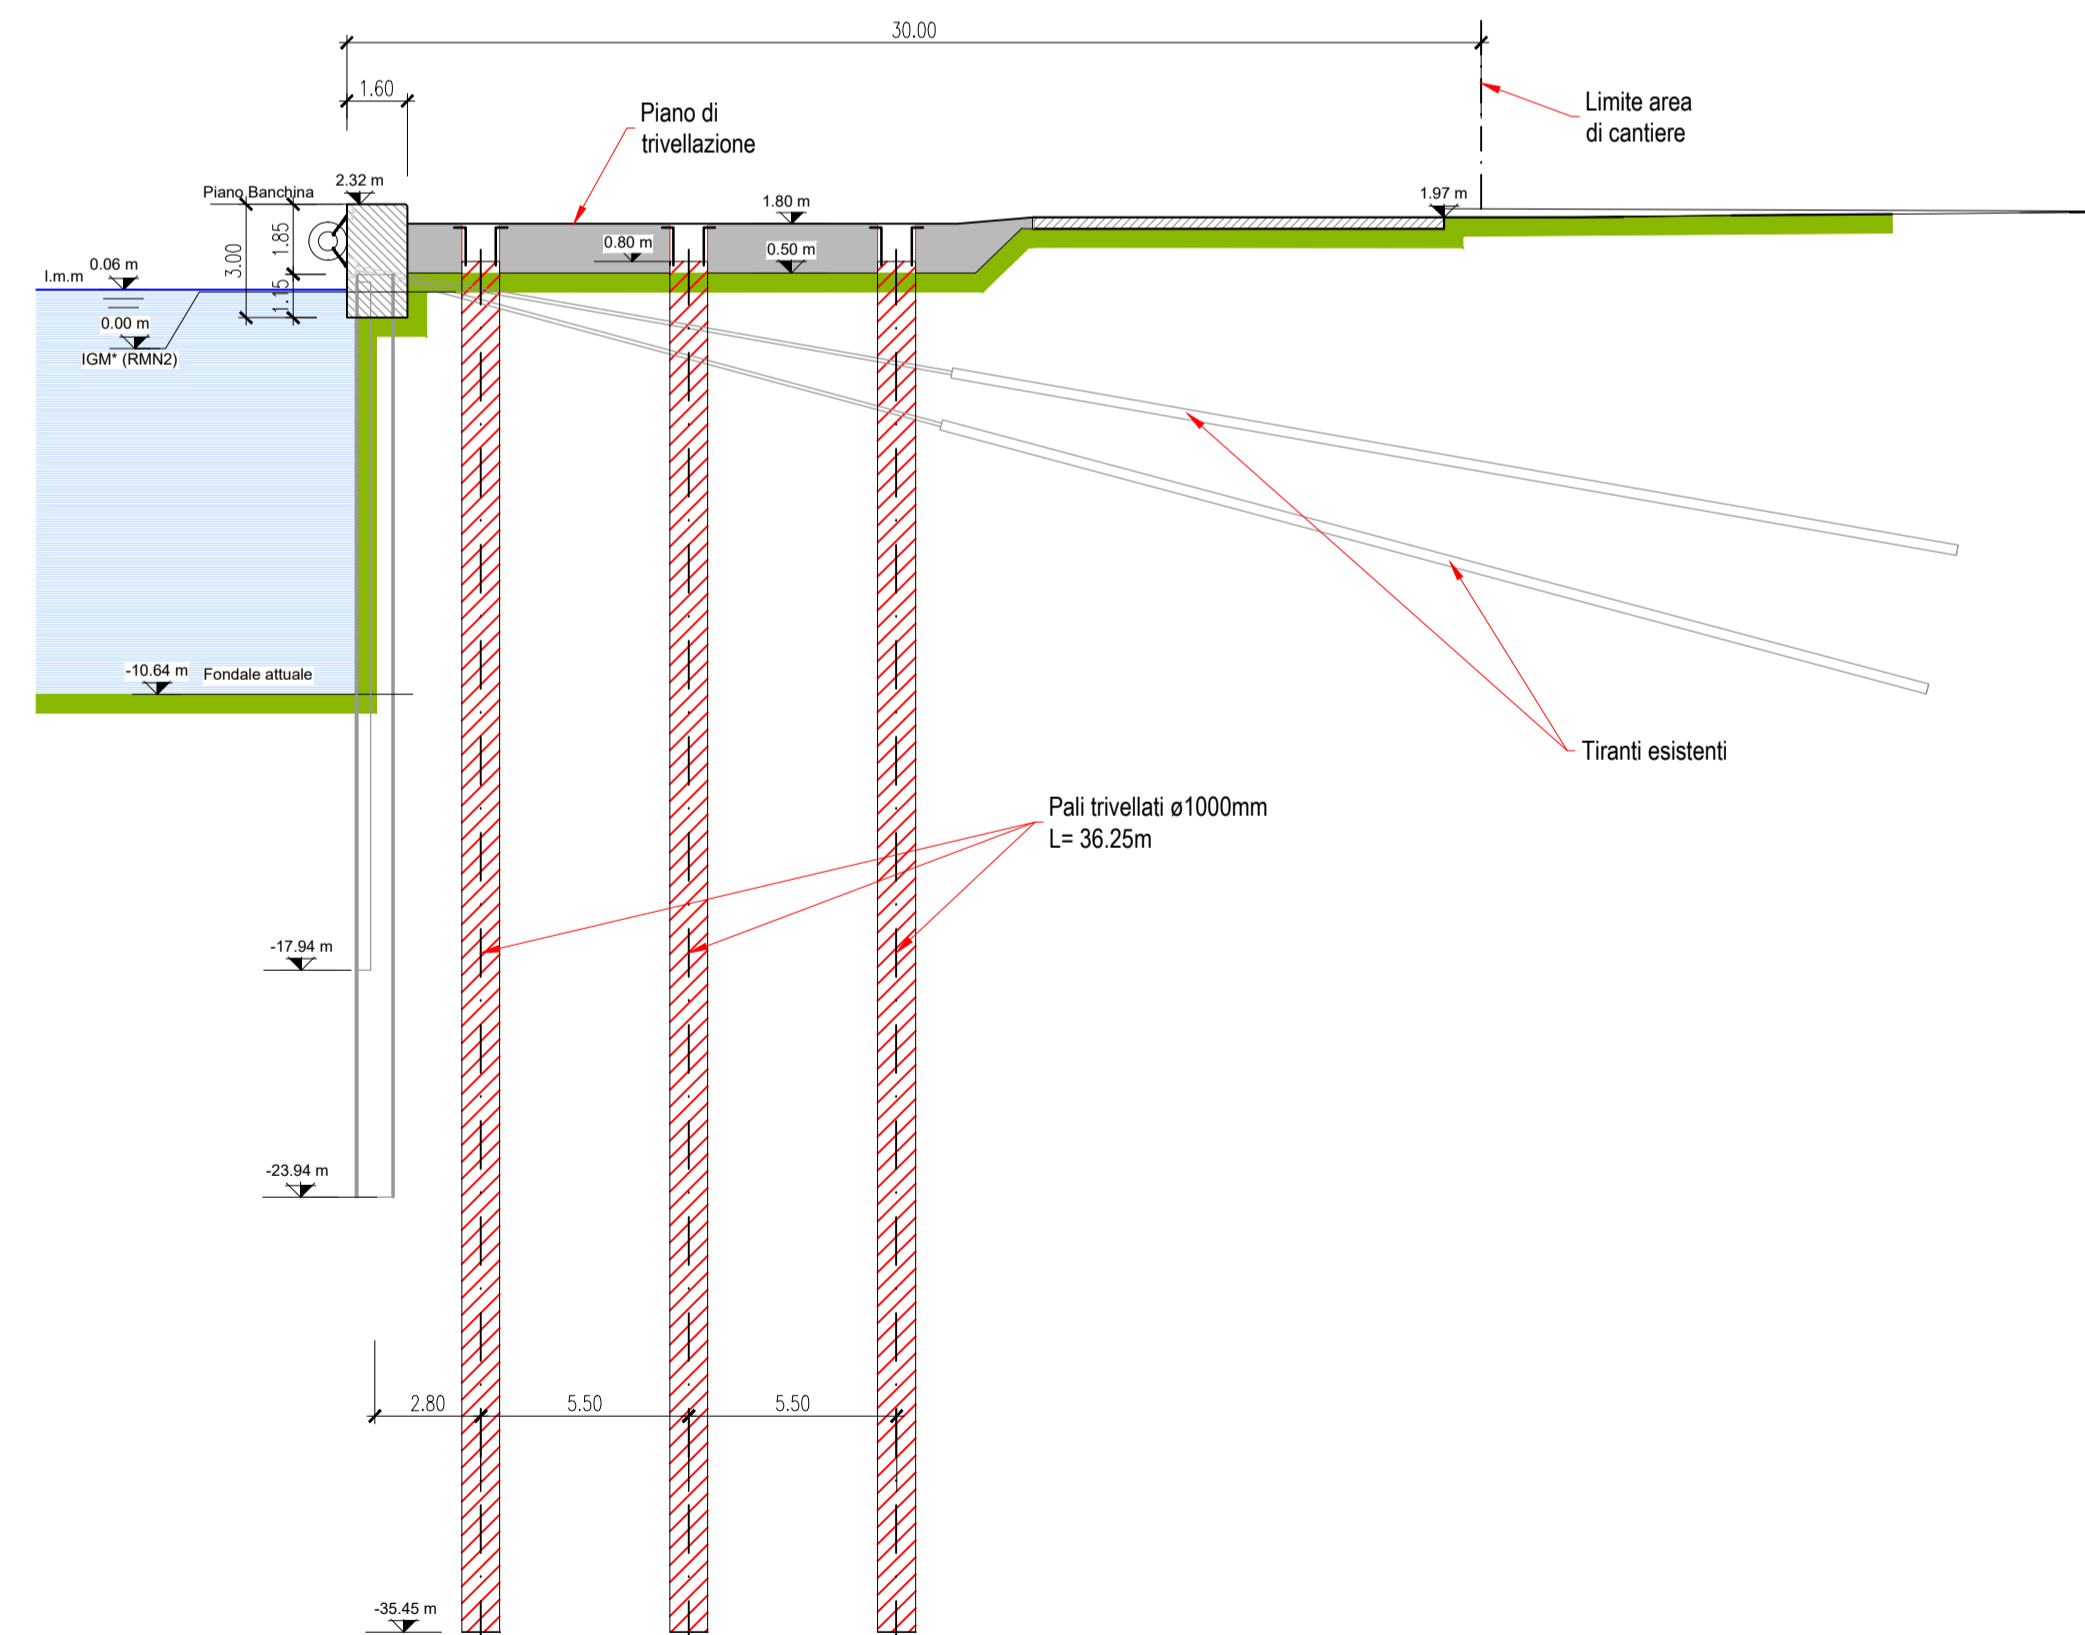 30.00
1.60
Piano di
trivellazione
Limite area
di cantiere
Piano Banchina
2.32 m
1.80 m
1.97 m
3.00
1.85
1.15
0.80 m
0.50 m
l.m.m
0.06 m
0.00 m
IGM* (RMN2)
-10.64 m
Fondale attuale
Tiranti esistenti
Pali trivellati ø1000mm
L= 36.25m
-17.94 m
-23.94 m
2.80
5.50
5.50
-35.45 m